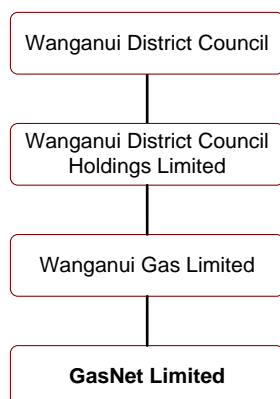 Wanganui District Council
Wanganui District Council
Holdings Limited
Wanganui Gas Limited
GasNet Limited